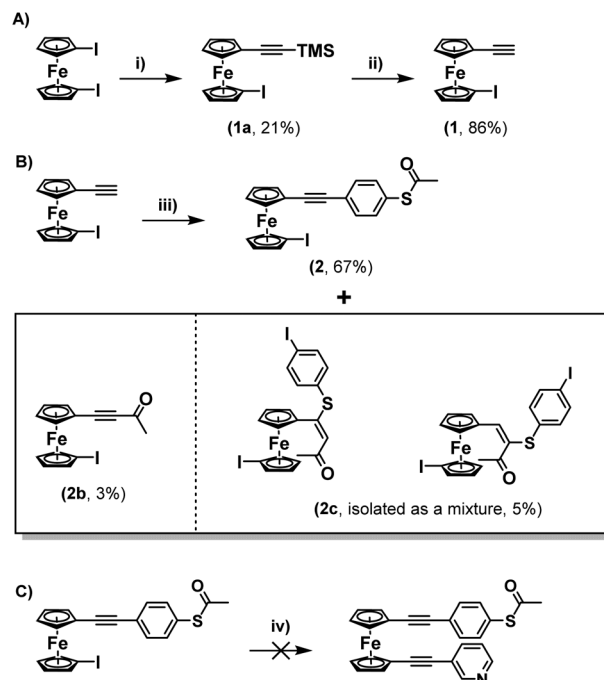 A)
I
Fe
I
i)
TMS
Fe
I
(1a, 21%)
ii)
Fe
I
(1, 86%)
B)
Fe
I
iii)
O
S
Fe
I
(2, 67%)
+
O
Fe
I
(2b, 3%)
I
S
Fe
I
O
I
S
Fe
I
O
(2c, isolated as a mixture, 5%)
C)
O
S
Fe
I
iv)
O
S
Fe
N